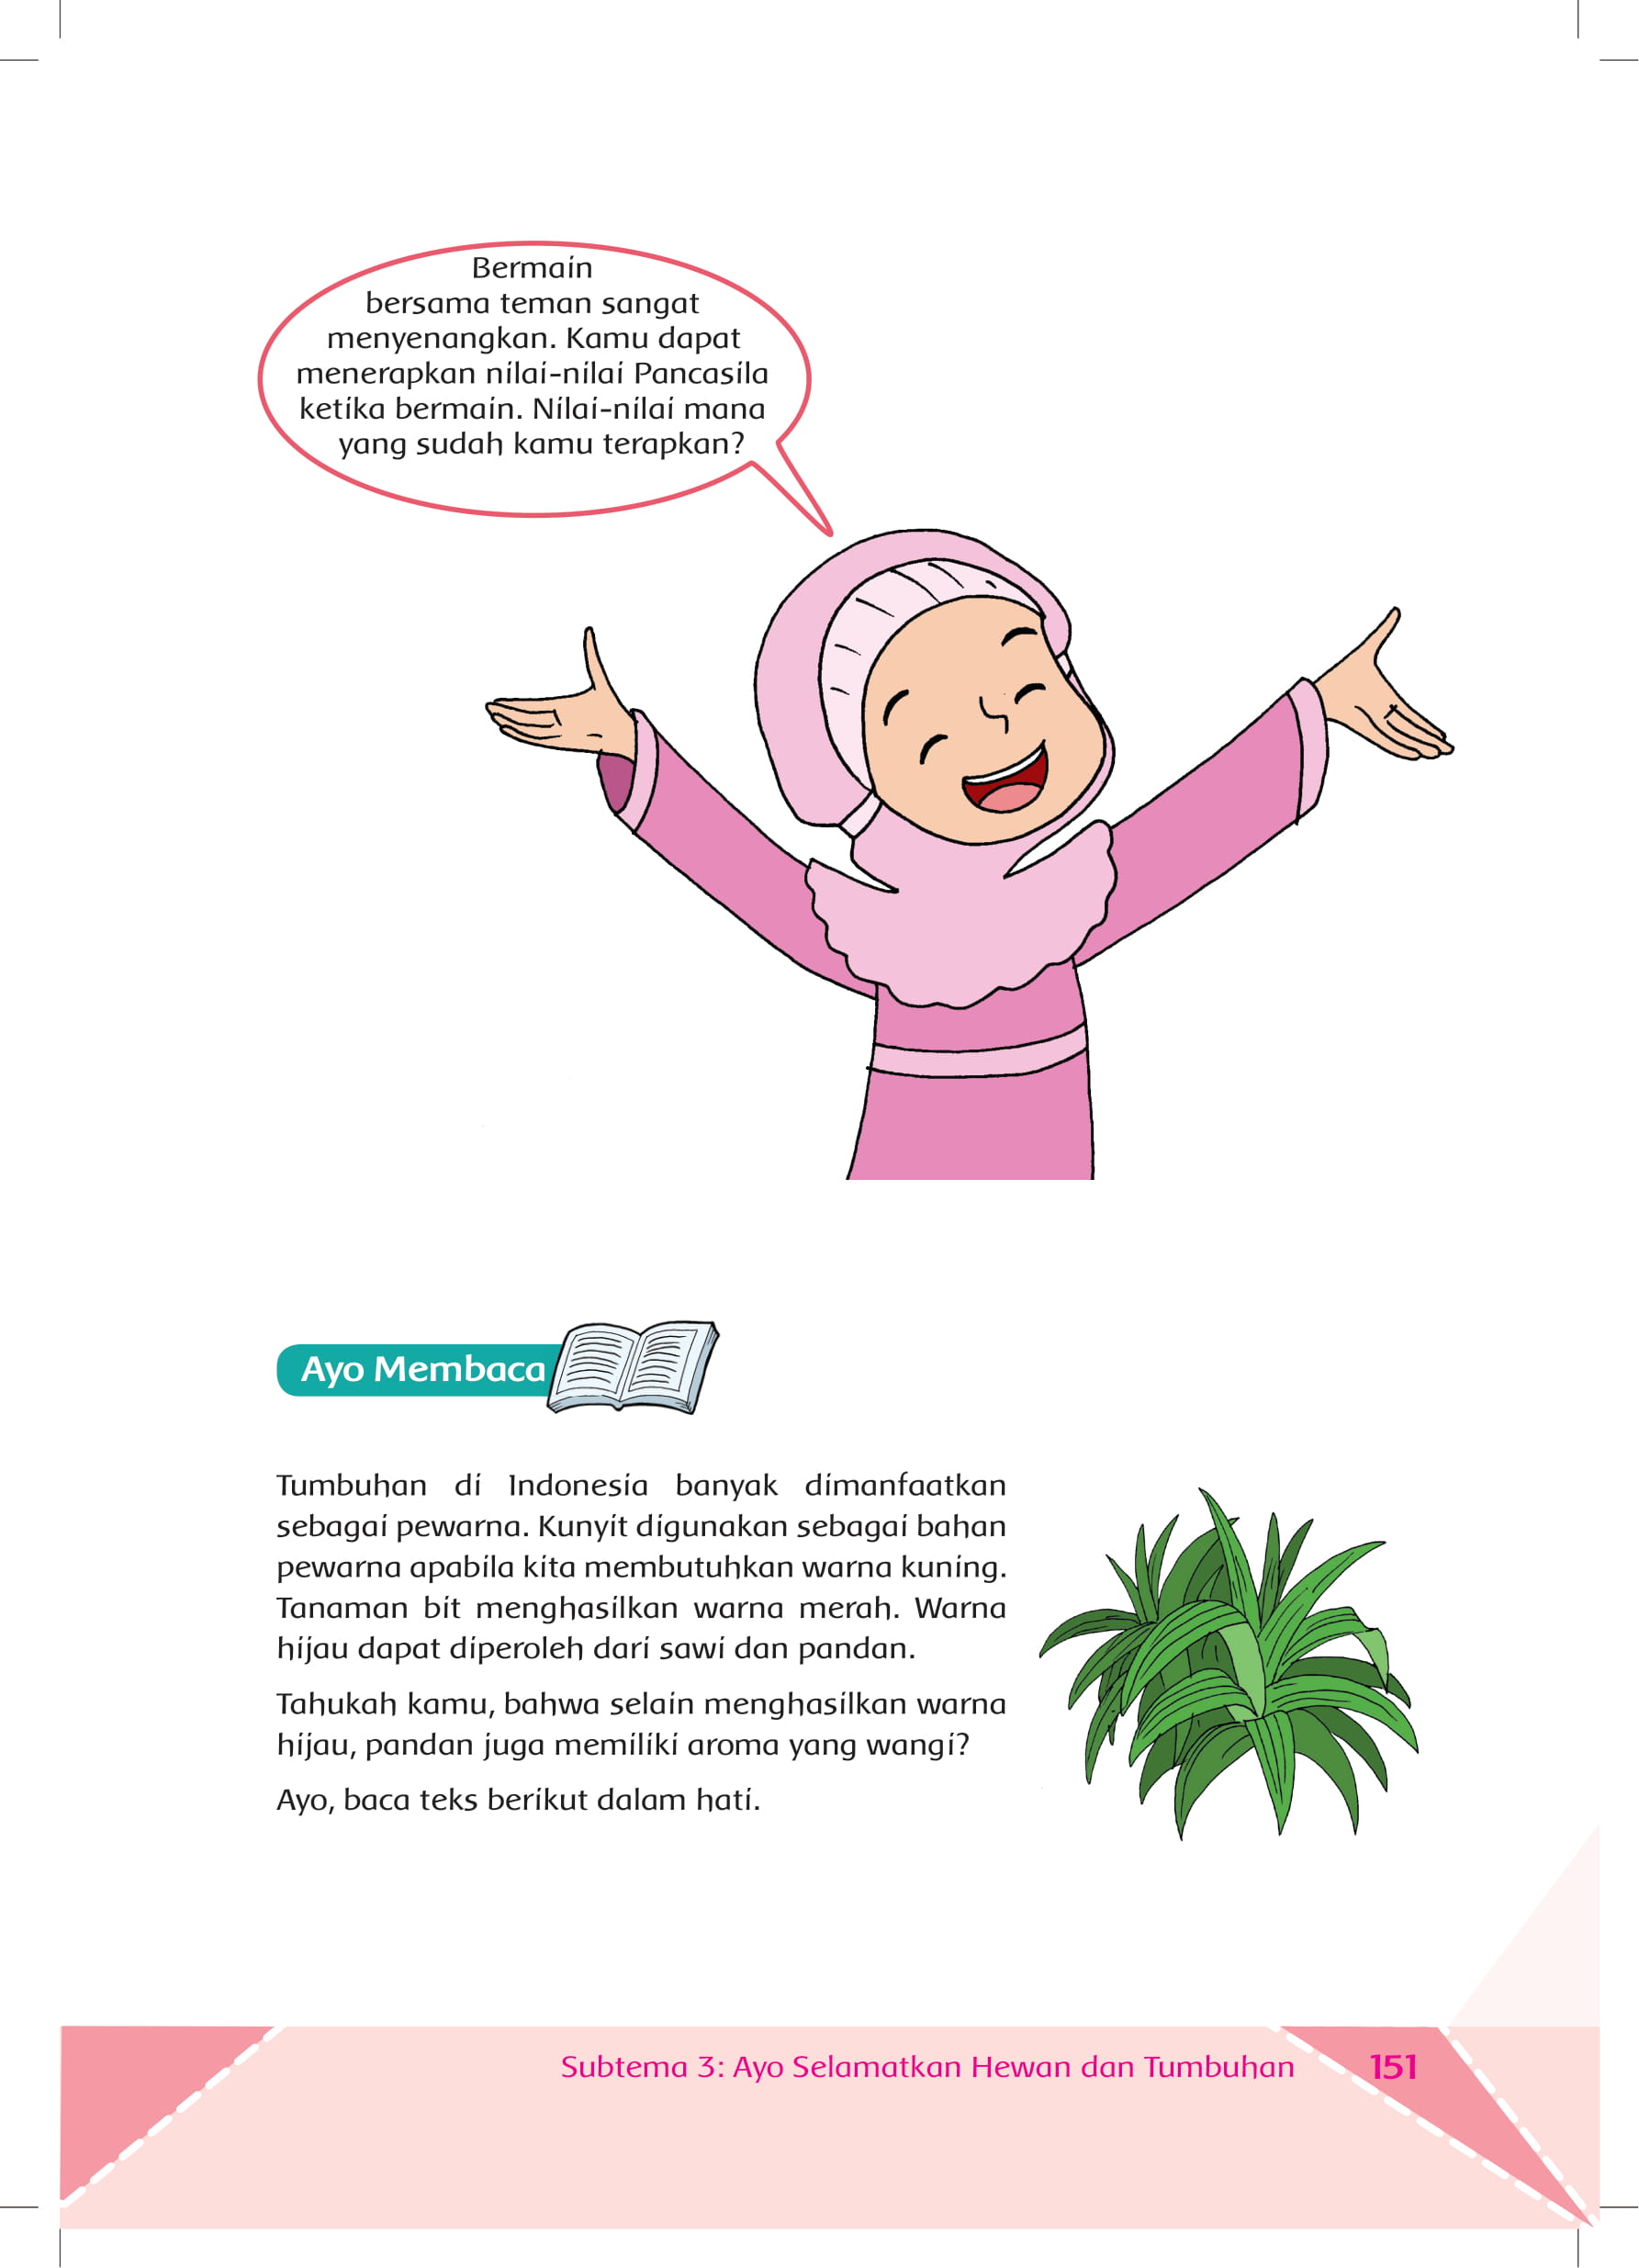 Bermain
bersama teman sangat
menyenangkan. Kamu dapat
menerapkan nilai-nilai Pancasila
ketika bermain. Nilai-nilai mana
yang sudah kamu terapkan?
Ayo Membaca
Tumbuhan di Indonesia banyak dimanfaatkan
sebagai pewarna. Kunyit digunakan sebagai bahan
pewarna apabila kita membutuhkan warna kuning.
Tanaman bit menghasilkan warna merah. Warna
hijau dapat diperoleh dari sawi dan pandan.
Tahukah kamu, bahwa selain menghasilkan warna
hijau, pandan juga memiliki aroma yang wangi?
Ayo, baca teks berikut dalam hati.
Subtema 3: Ayo Selamatkan Hewan dan Tumbuhan 151